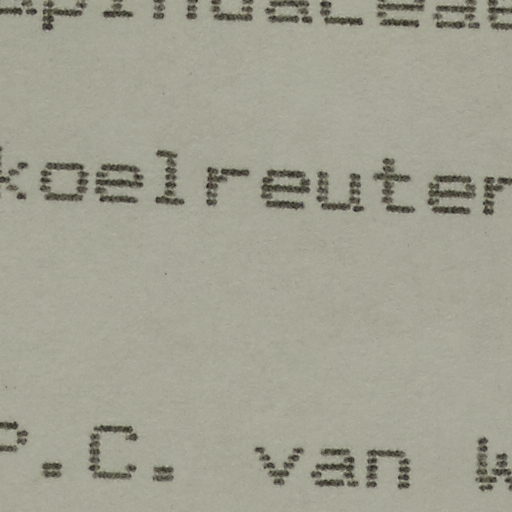 koelreuter
P.C. van W